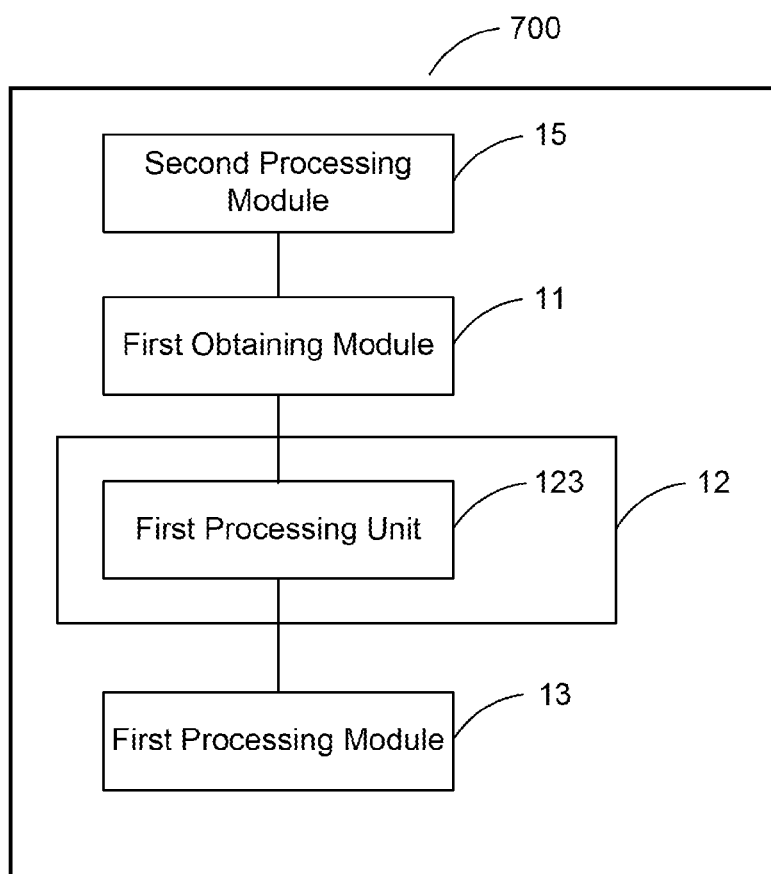 700
Second Processing
Module
15
First Obtaining Module
11
First Processing Unit
123
12
First Processing Module
13